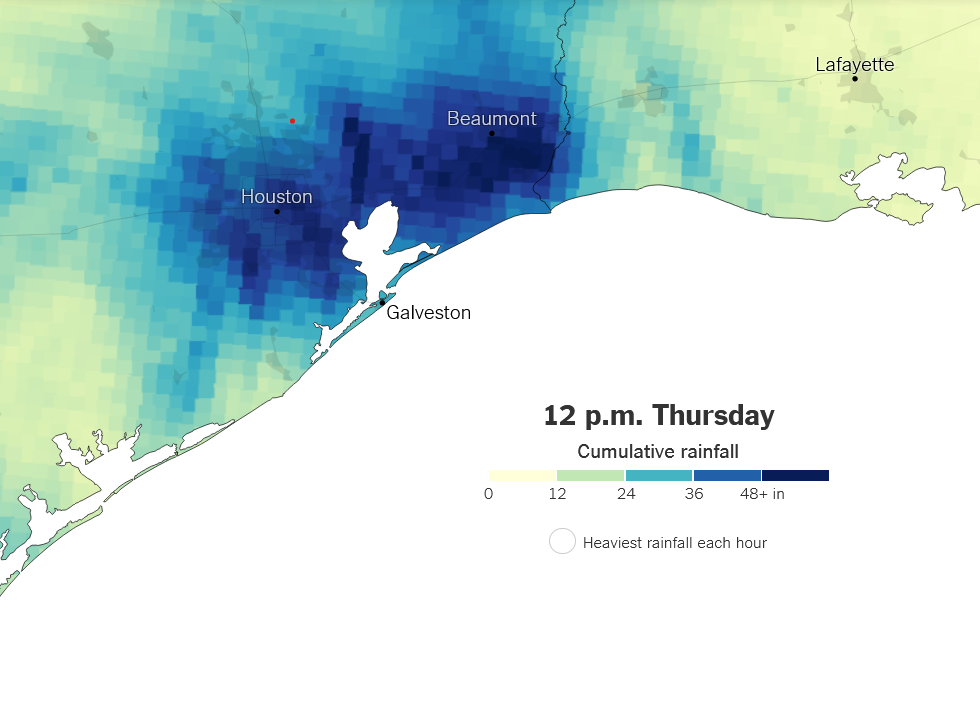 Lafayette
Beaumont
Houston
Galveston
12 p.m. Thursday
Cumulative rainfall
0 12 24 36 48+ in
Heaviest rainfall each hour